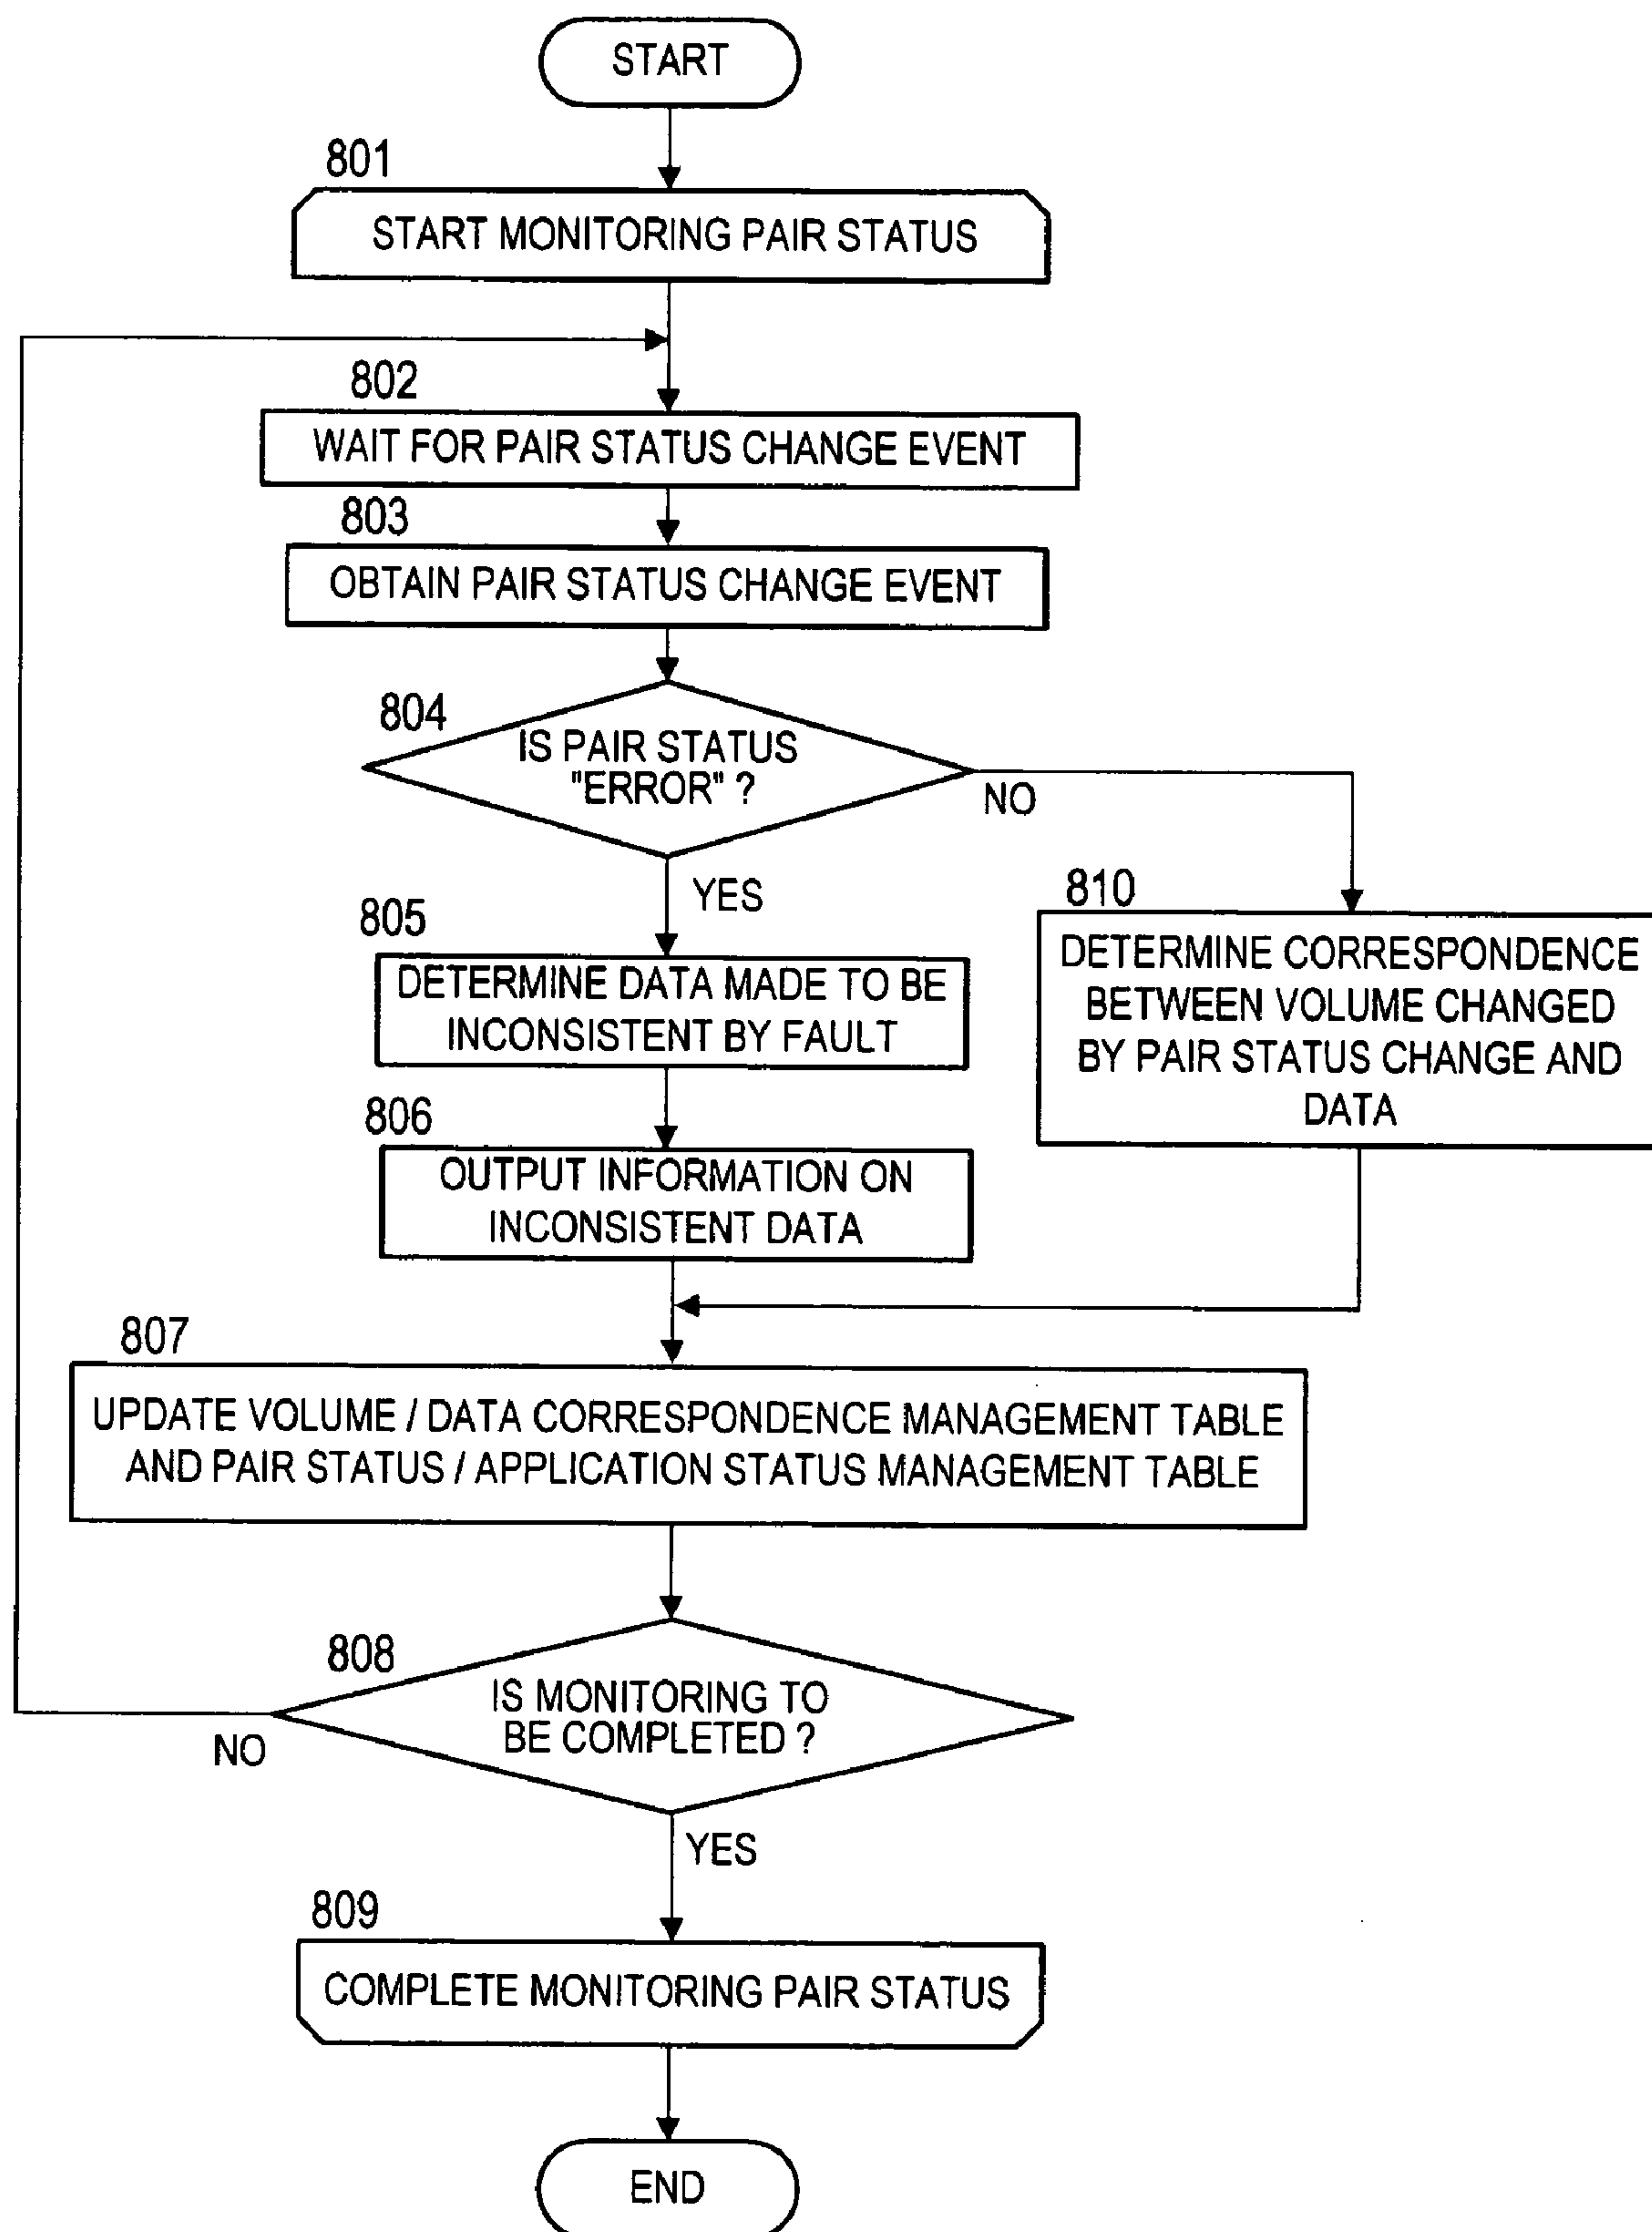 START
801
START MONITORING PAIR STATUS
802
WAIT FOR PAIR STATUS CHANGE EVENT
803
OBTAIN PAIR STATUS CHANGE EVENT
804
IS PAIR STATUS
"ERROR" ?
NO
YES
805
DETERMINE DATA MADE TO BE
INCONSISTENT BY FAULT
810
DETERMINE CORRESPONDENCE
BETWEEN VOLUME CHANGED
BY PAIR STATUS CHANGE AND
DATA
806
OUTPUT INFORMATION ON
INCONSISTENT DATA
807
UPDATE VOLUME / DATA CORRESPONDENCE MANAGEMENT TABLE
AND PAIR STATUS / APPLICATION STATUS MANAGEMENT TABLE
808
IS MONITORING TO
BE COMPLETED ?
NO
YES
809
COMPLETE MONITORING PAIR STATUS
END